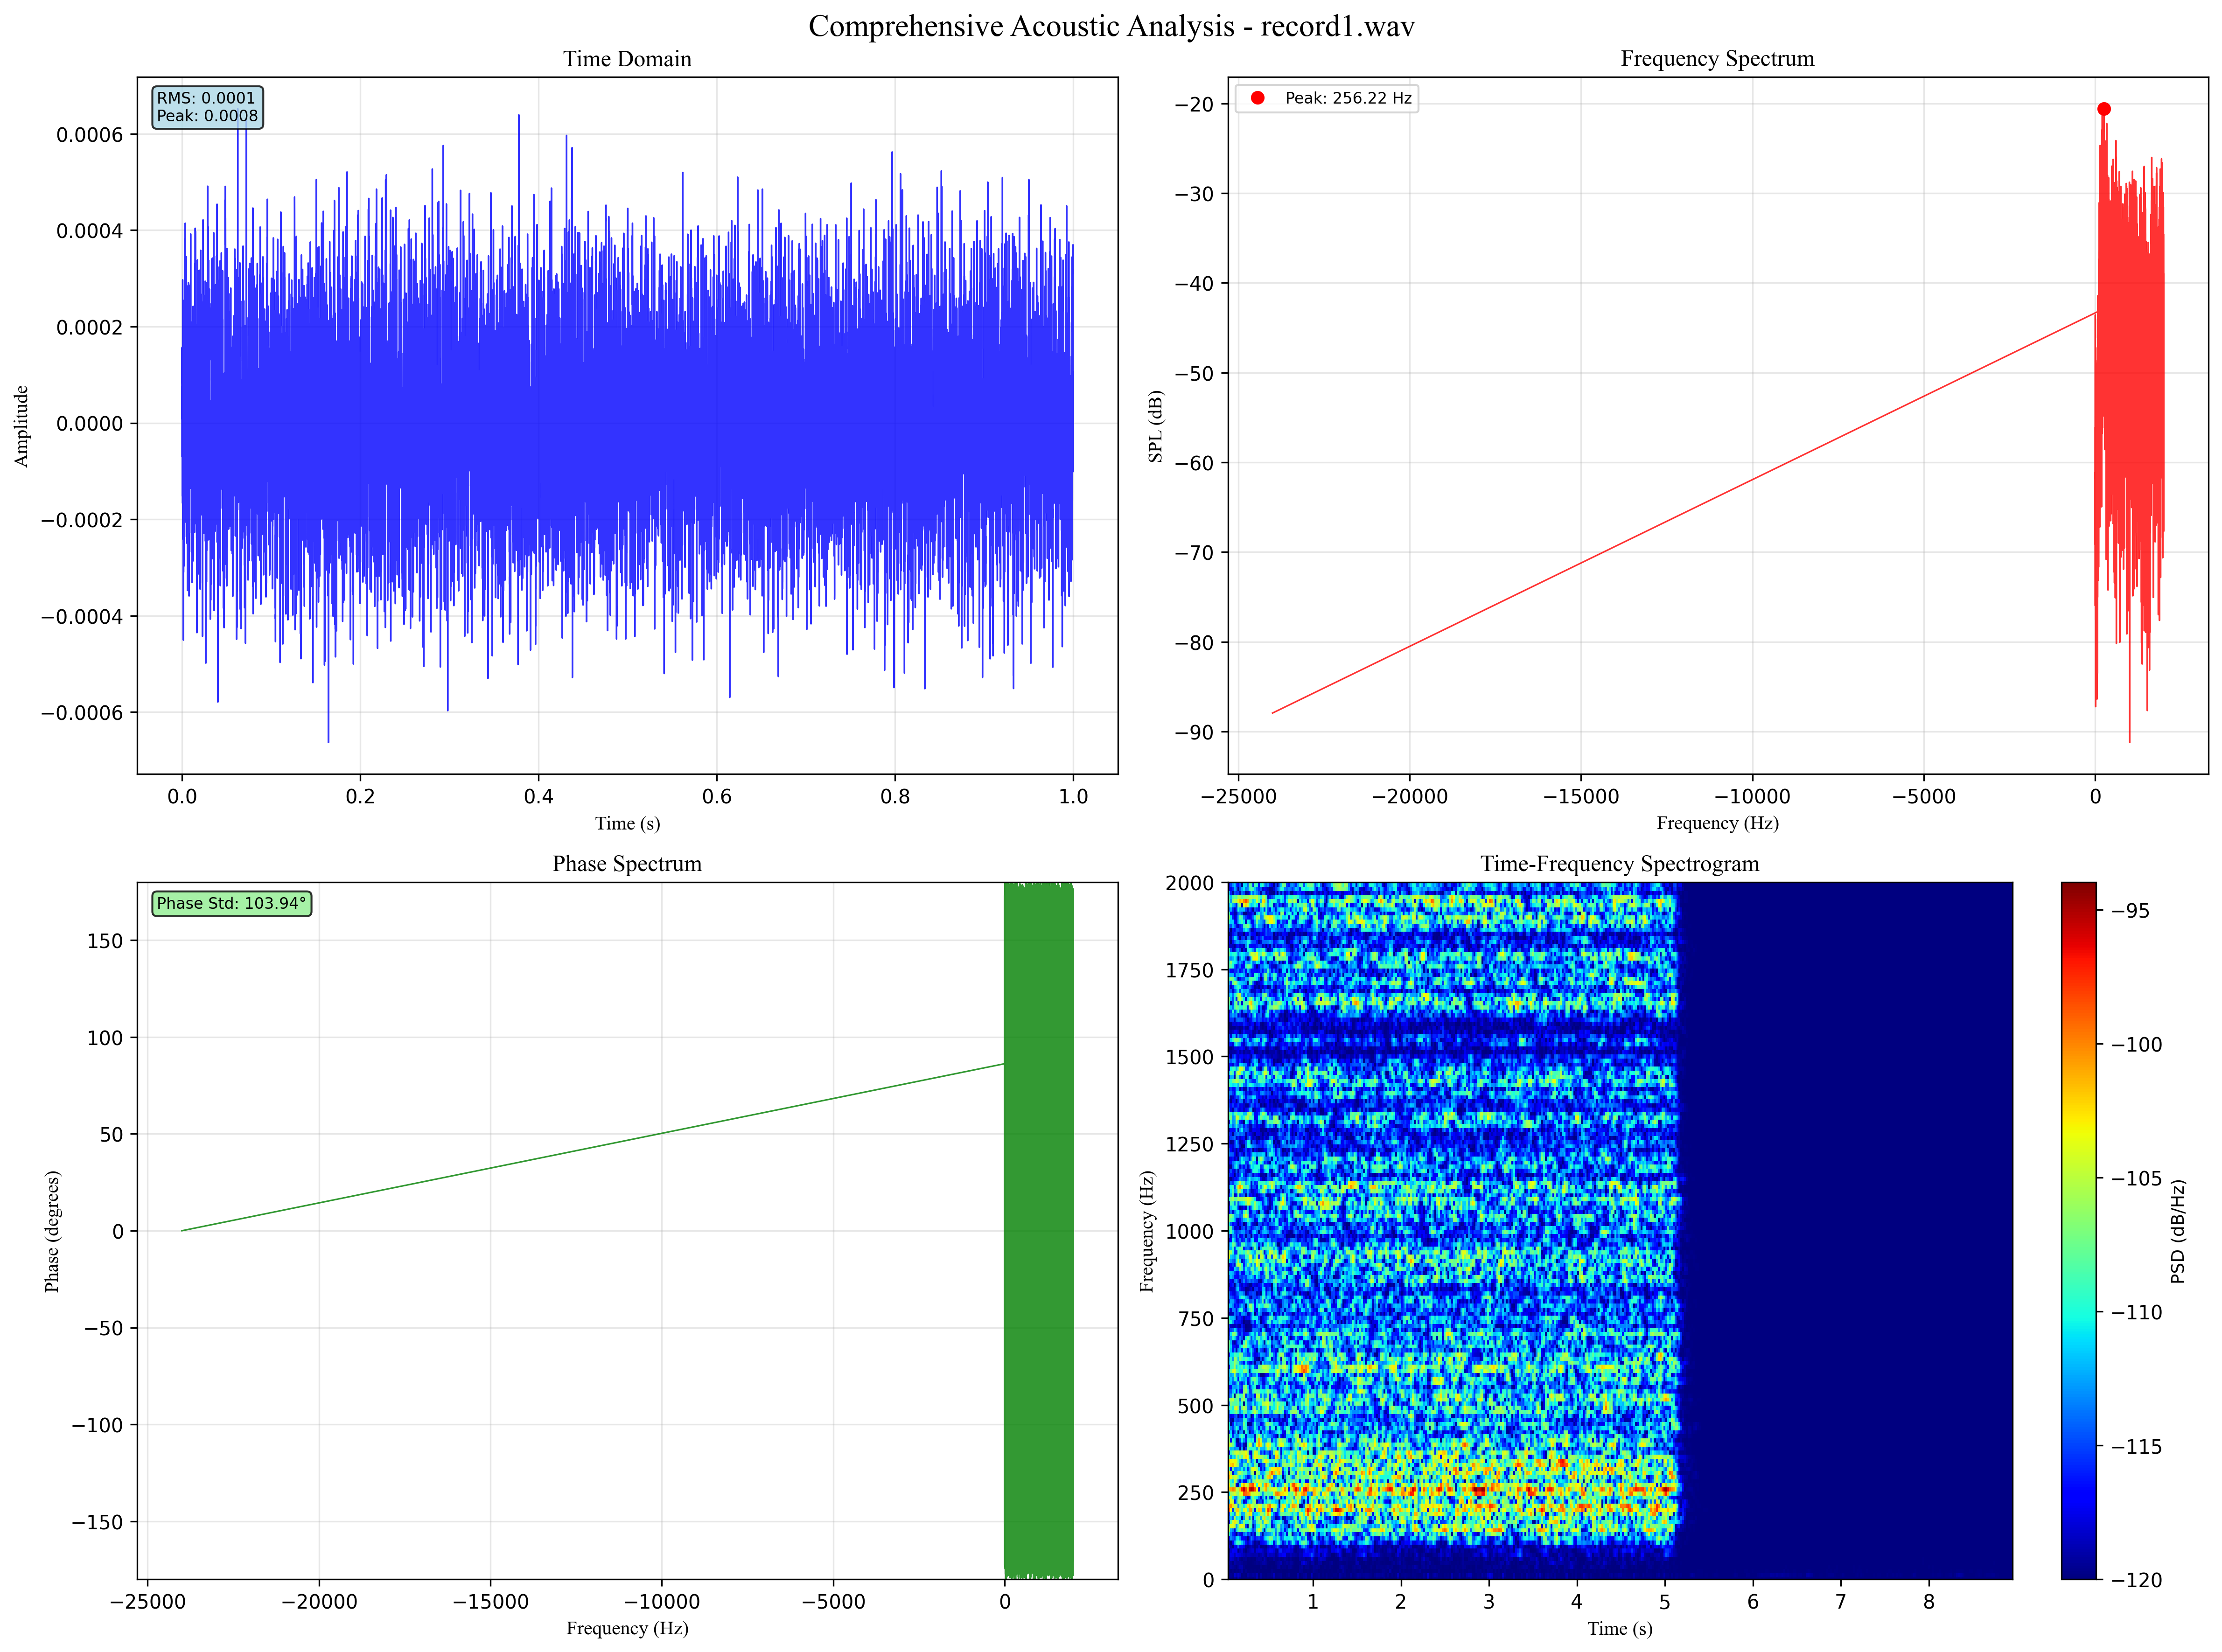 Comprehensive Acoustic Analysis - record1.wav
Time Domain
RMS: 0.0001
Peak: 0.0008
0.0006
0.0004
0.0002
0.0000
−0.0002
−0.0004
−0.0006
Amplitude
0.0 0.2 0.4 0.6 0.8 1.0
Time (s)
Frequency Spectrum
Peak: 256.22 Hz
−20
−30
−40
−50
−60
−70
−80
−90
SPL (dB)
−25000 −20000 −15000 −10000 −5000 0
Frequency (Hz)
Phase Spectrum
Phase Std: 103.94°
150
100
50
0
−50
−100
−150
Phase (degrees)
−25000 −20000 −15000 −10000 −5000 0
Frequency (Hz)
Time-Frequency Spectrogram
2000
1750
1500
1250
1000
750
500
250
0
Frequency (Hz)
1 2 3 4 5 6 7 8
Time (s)
−95
−100
−105
−110
−115
−120
PSD (dB/Hz)